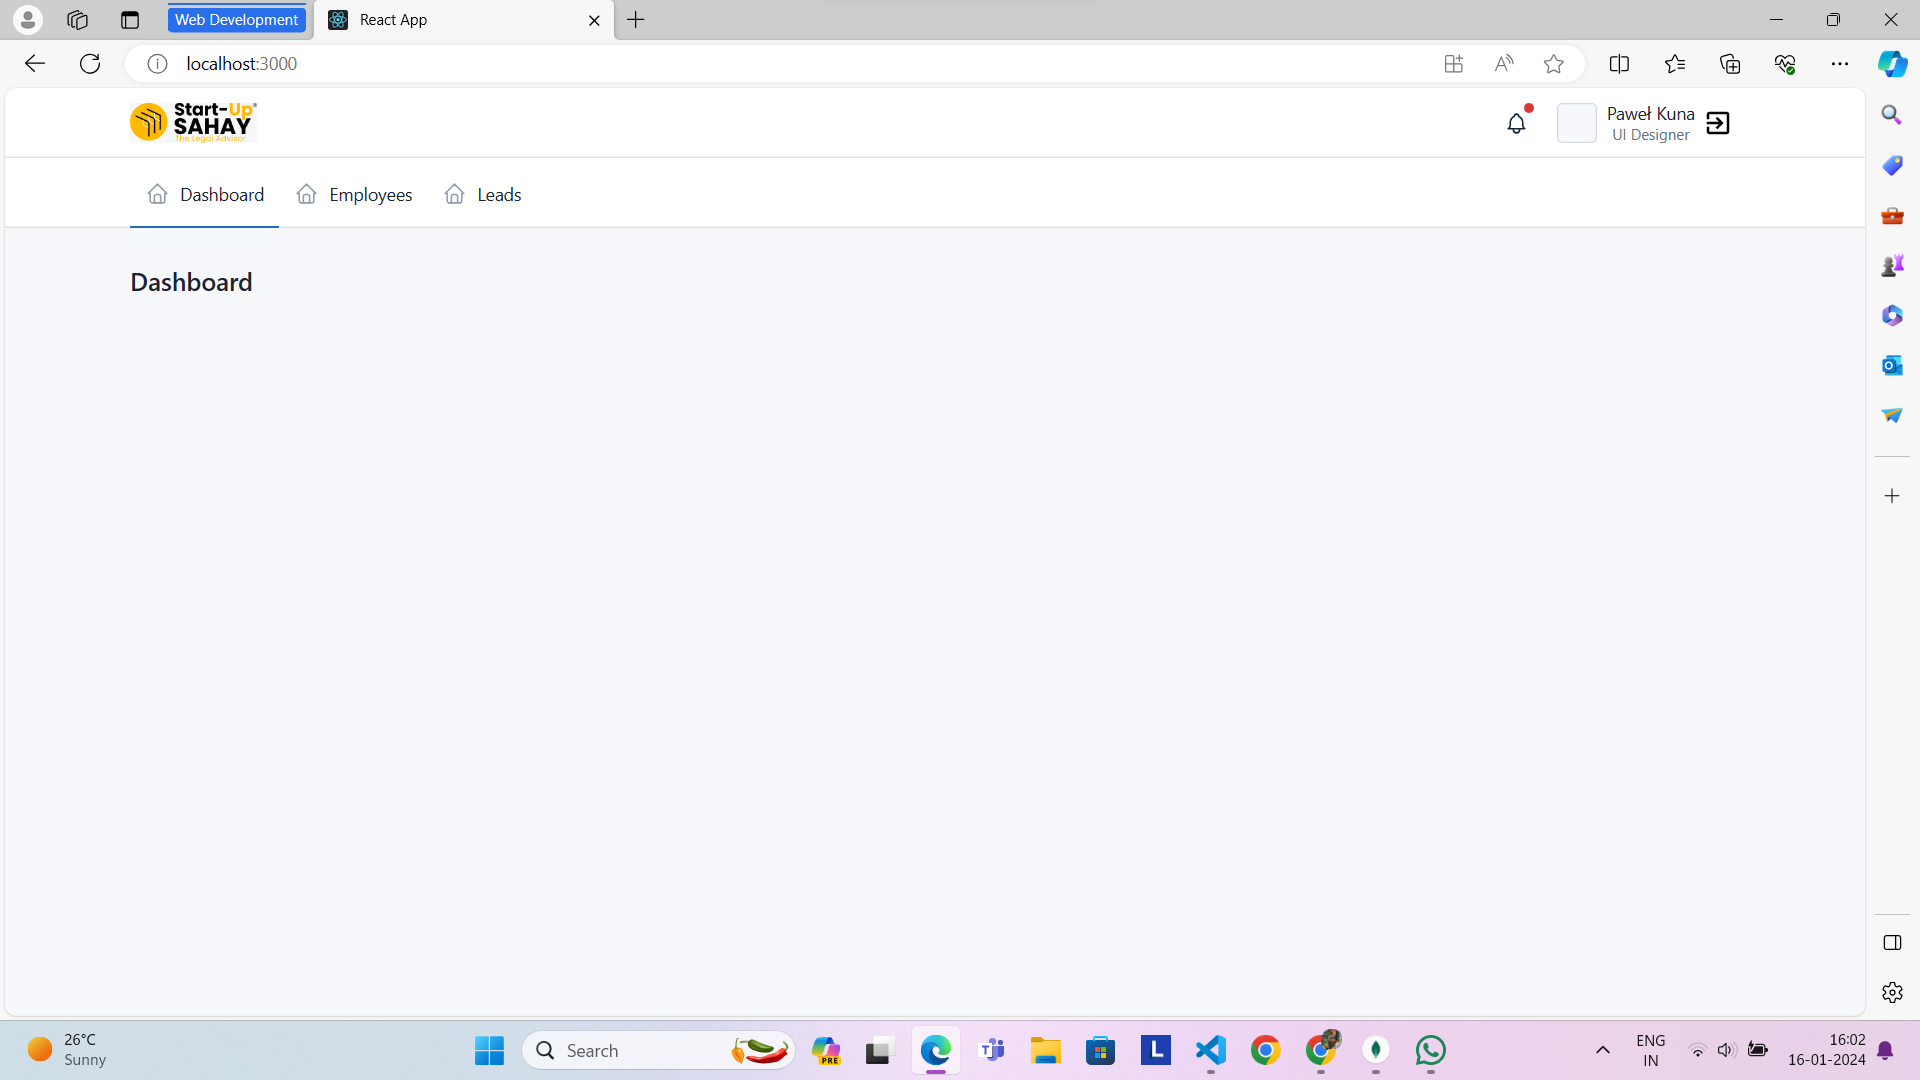 Web Development
React App
localhost:3000
Start-Up
SAHAY
The Legal Advisor
Paweł Kuna
UI Designer
Dashboard
Employees
Leads
Dashboard
26°C
Sunny
Search
PRE
L
ENG
IN
16:02
16-01-2024